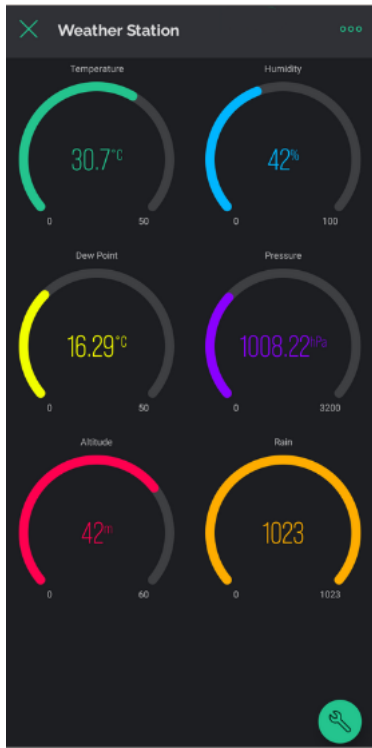 Weather Station
Temperature
Humidity
30.7°C
42%
0
50
0
100
Dew Point
Pressure
16.29°C
1008.22hPa
0
50
0
3200
Altitude
Rain
42m
1023
0
60
0
1023